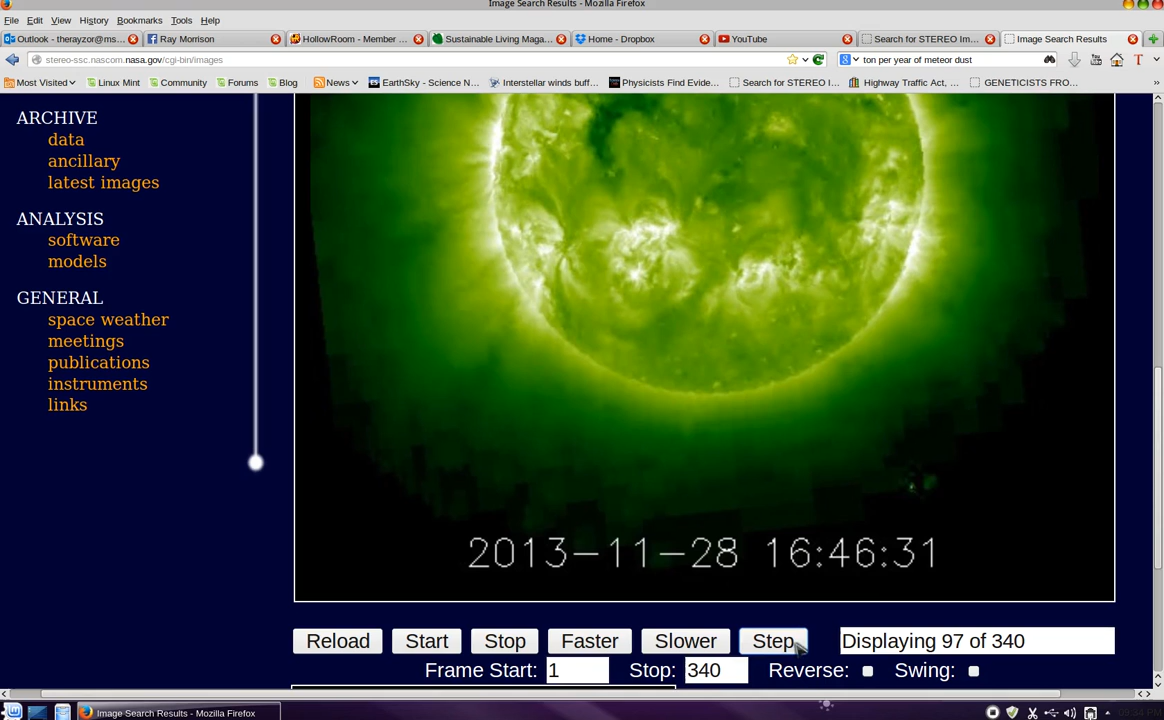 Image Search Results - Mozilla Firefox
File Edit View History Bookmarks Tools Help
Outlook - therayzor@ms... Ray Morrison HollowRoom - Member ... Sustainable Living Maga... Home - Dropbox YouTube Search for STEREO Im... Image Search Results
stereo-ssc.nascom.nasa.gov/cgi-bin/images ton per year of meteor dust
Most Visited Linux Mint Community Forums Blog News EarthSky - Science N... Interstellar winds buff... Physicists Find Evide... Search for STEREO I... Highway Traffic Act, ... GENETICISTS FRO...
ARCHIVE
data
ancillary
latest images
ANALYSIS
software
models
GENERAL
space weather
meetings
publications
instruments
links
2013-11-28 16:46:31
Reload Start Stop Faster Slower Step Displaying 97 of 340
Frame Start: 1 Stop: 340 Reverse: Swing:
Image Search Results - Mozilla Firefox